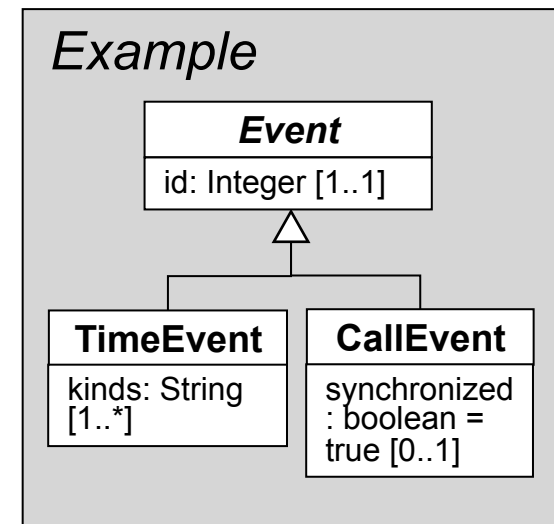 Example
Event
id: Integer [1..1]
TimeEvent
kinds: String
[1..*]
CallEvent
synchronized
: boolean =
true [0..1]